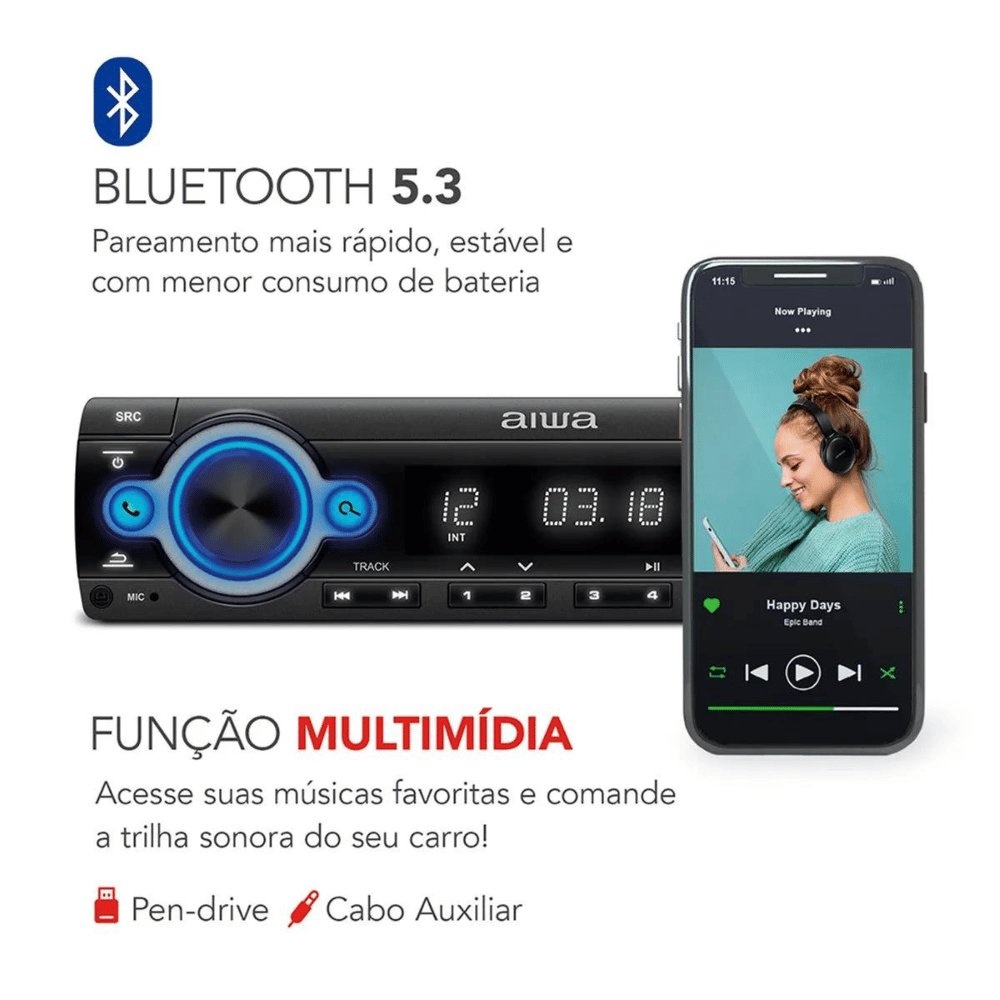 BLUETOOTH 5.3
Pareamento mais rápido, estável e
com menor consumo de bateria
11:15
Now Playing
SRC
aiwa
12
03.18
INT
TRACK
MIC
1
2
3
4
Happy Days
Epic Band
FUNÇÃO MULTIMÍDIA
Acesse suas músicas favoritas e comande
a trilha sonora do seu carro!
Pen-drive
Cabo Auxiliar